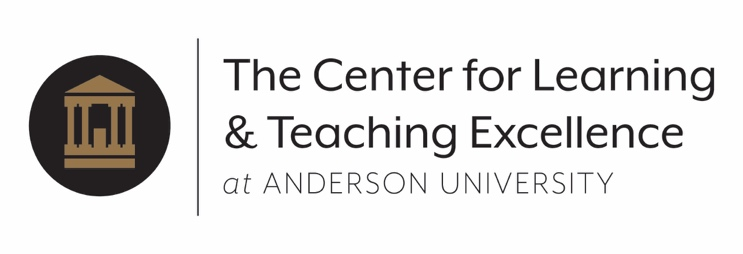 The Center for Learning
& Teaching Excellence
at ANDERSON UNIVERSITY